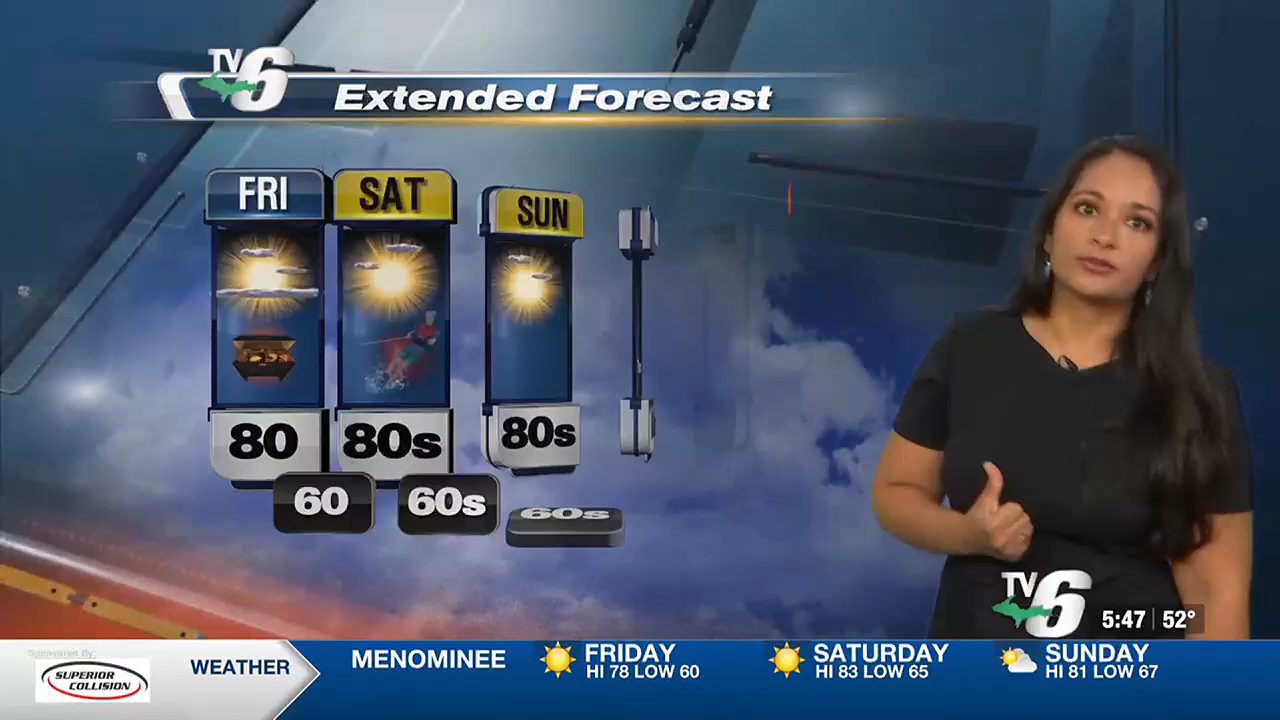 TV6
Extended Forecast
FRI
SAT
SUN
80
80s
80s
60
60s
60s
TV6
5:47 52°
Sponsored By:
SUPERIOR
COLLISION
WEATHER
MENOMINEE
FRIDAY
HI 78 LOW 60
SATURDAY
HI 83 LOW 65
SUNDAY
HI 81 LOW 67